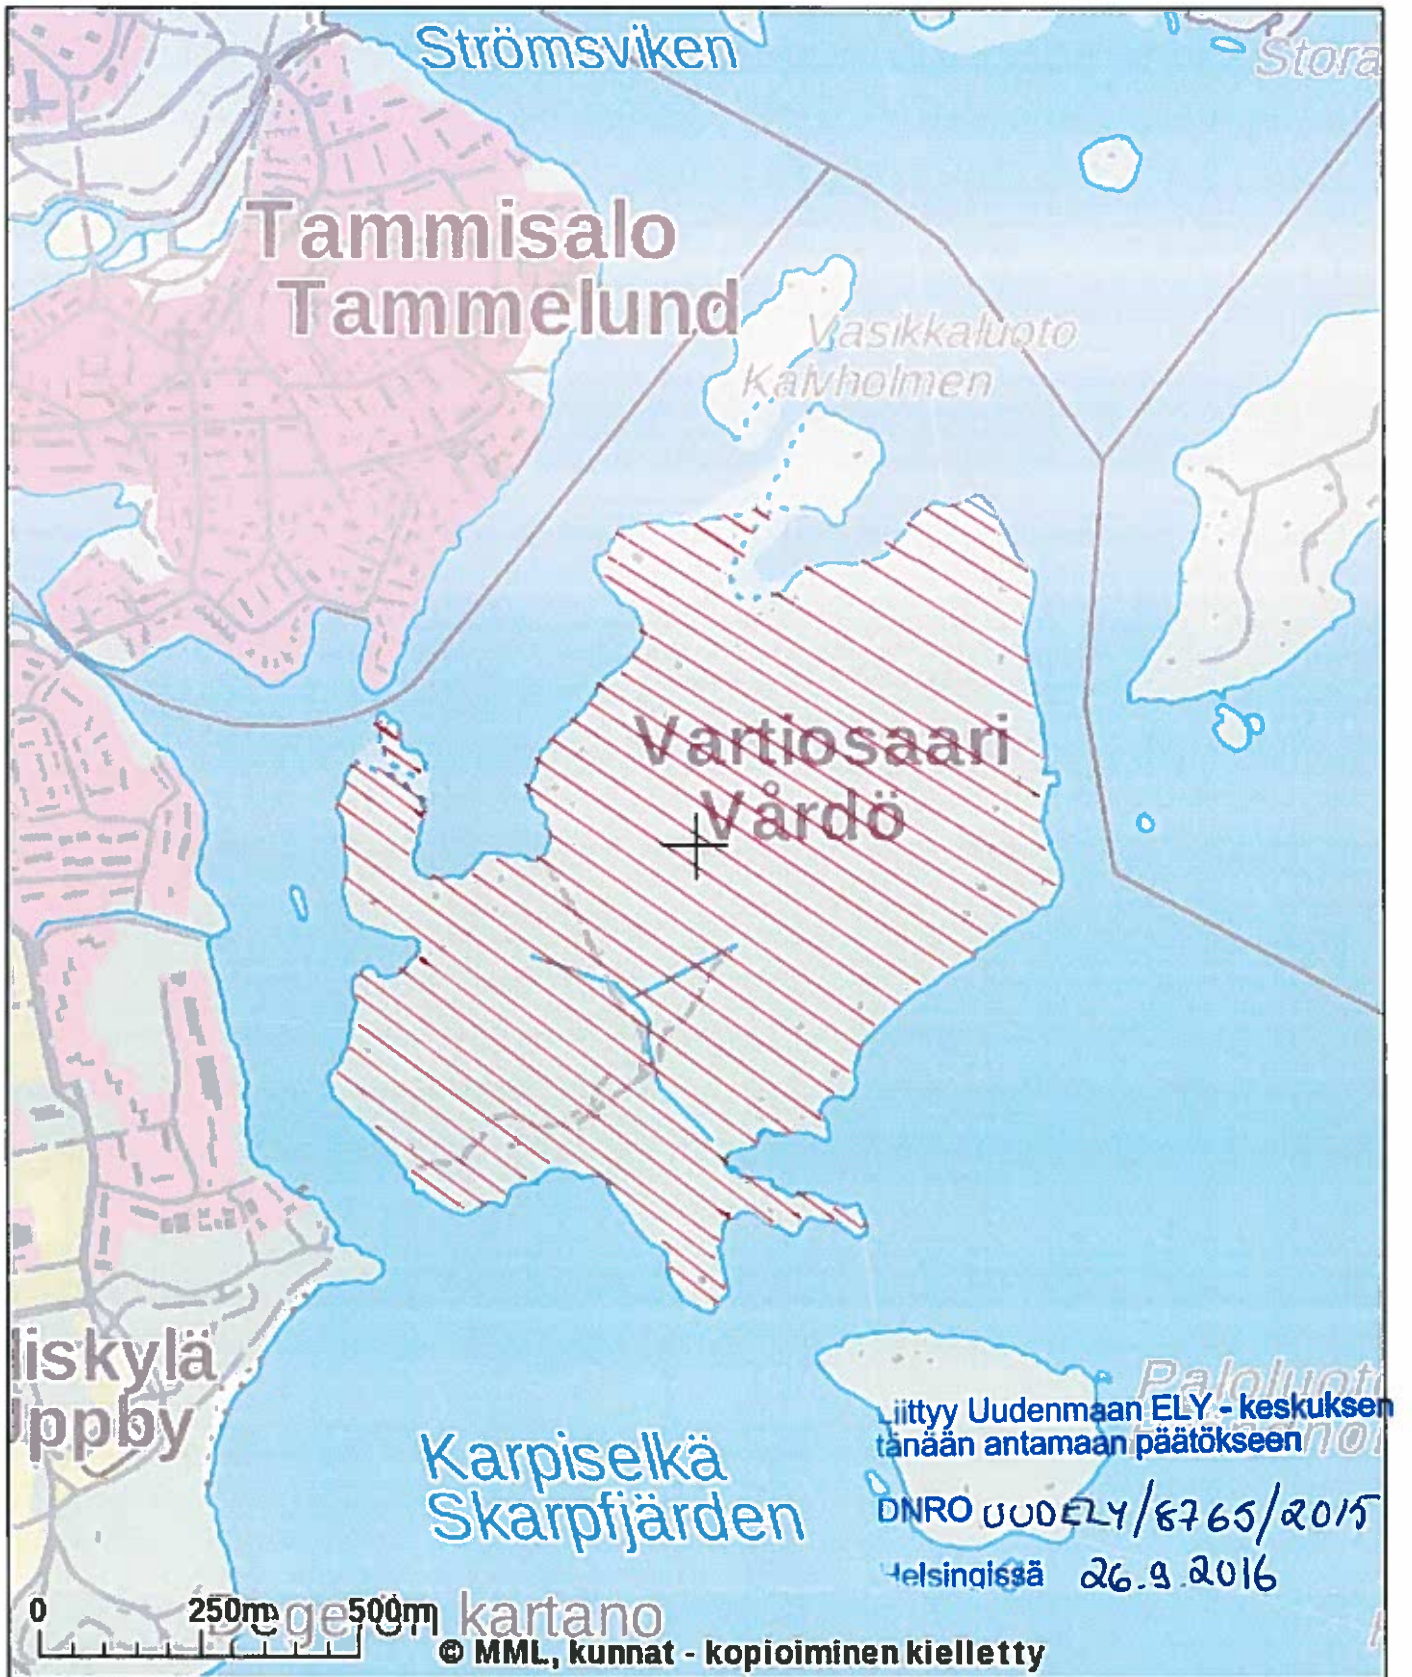 Strömsviken
Stora
Tammisalo
Tammelund
Vasikkaluoto
Kalvholmen
Vartiosaari
Vårdö
iskylä
ppby
Paloluot
Liittyy Uudenmaan ELY - keskuksen
tänään antamaan päätökseen
Karpiselkä
Skarpfjärden
DNRO UUDELY/8765/2015
Helsingissä 26.9.2016
0 250m 500m
kartano
© MML, kunnat - kopioiminen kielletty